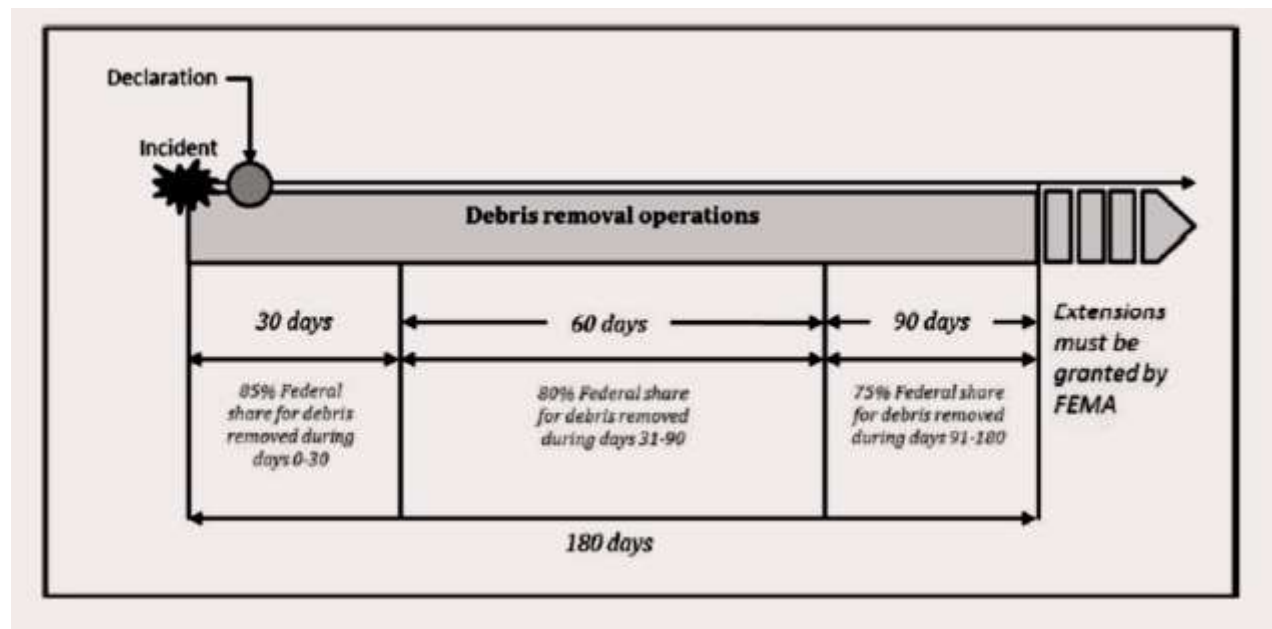 Declaration
Incident
Debris removal operations
30 days
60 days
90 days
Extensions
must be
granted by
FEMA
85% Federal
share for debris
removed during
days 0-30
80% Federal share
for debris removed
during days 31-90
75% Federal share
for debris removed
during days 91-180
180 days